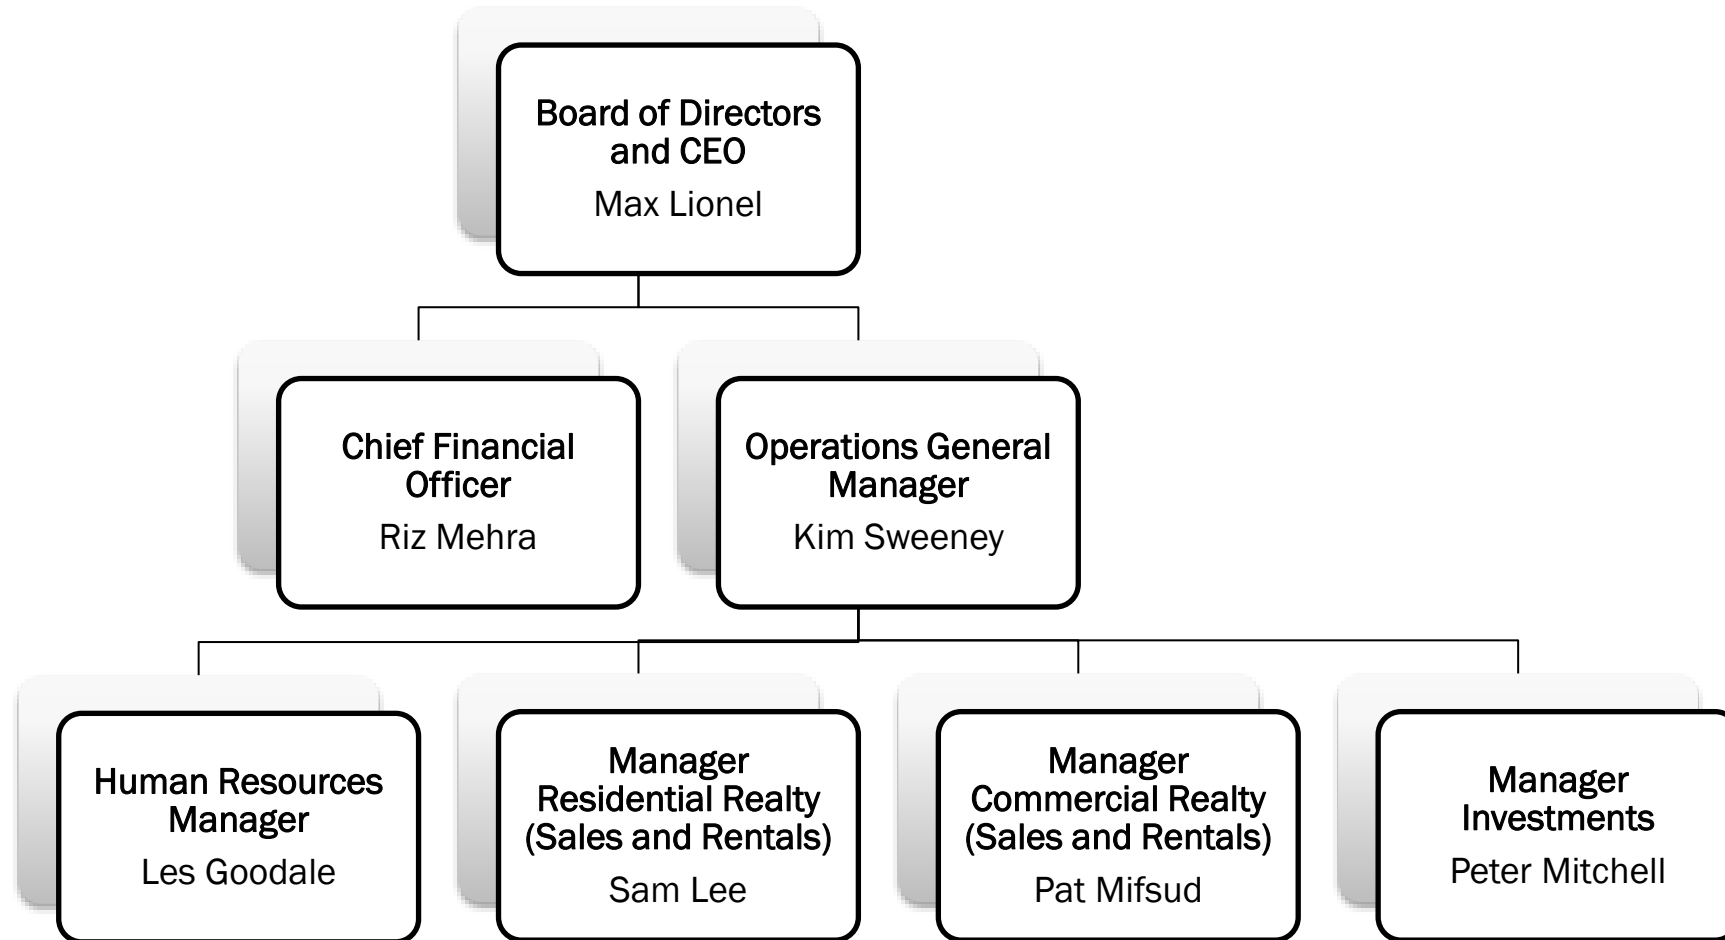 Board of Directors
and CEO
Max Lionel
Chief Financial
Officer
Riz Mehra
Operations General
Manager
Kim Sweeney
Human Resources
Manager
Les Goodale
Manager
Residential Realty
(Sales and Rentals)
Sam Lee
Manager
Commercial Realty
(Sales and Rentals)
Pat Mifsud
Manager
Investments
Peter Mitchell